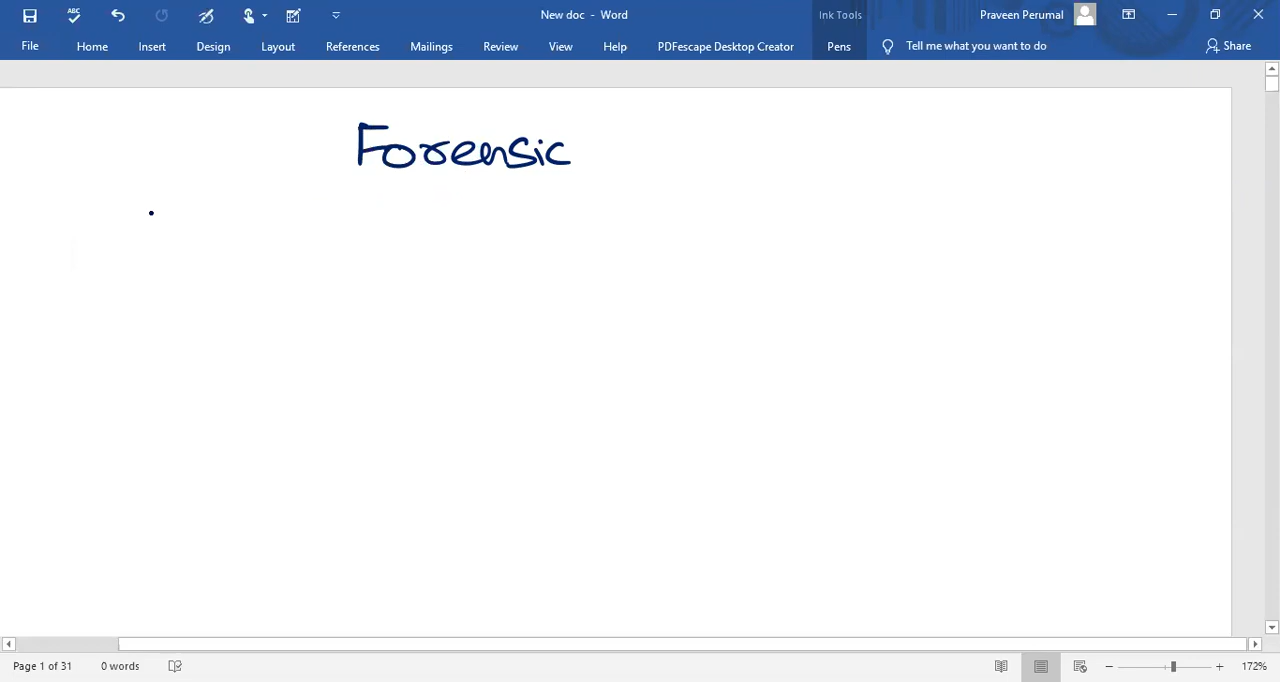 ABC New doc - Word Ink Tools Praveen Perumal
File Home Insert Design Layout References Mailings Review View Help PDFescape Desktop Creator Pens Tell me what you want to do Share
Forensic
Page 1 of 31 0 words 172%